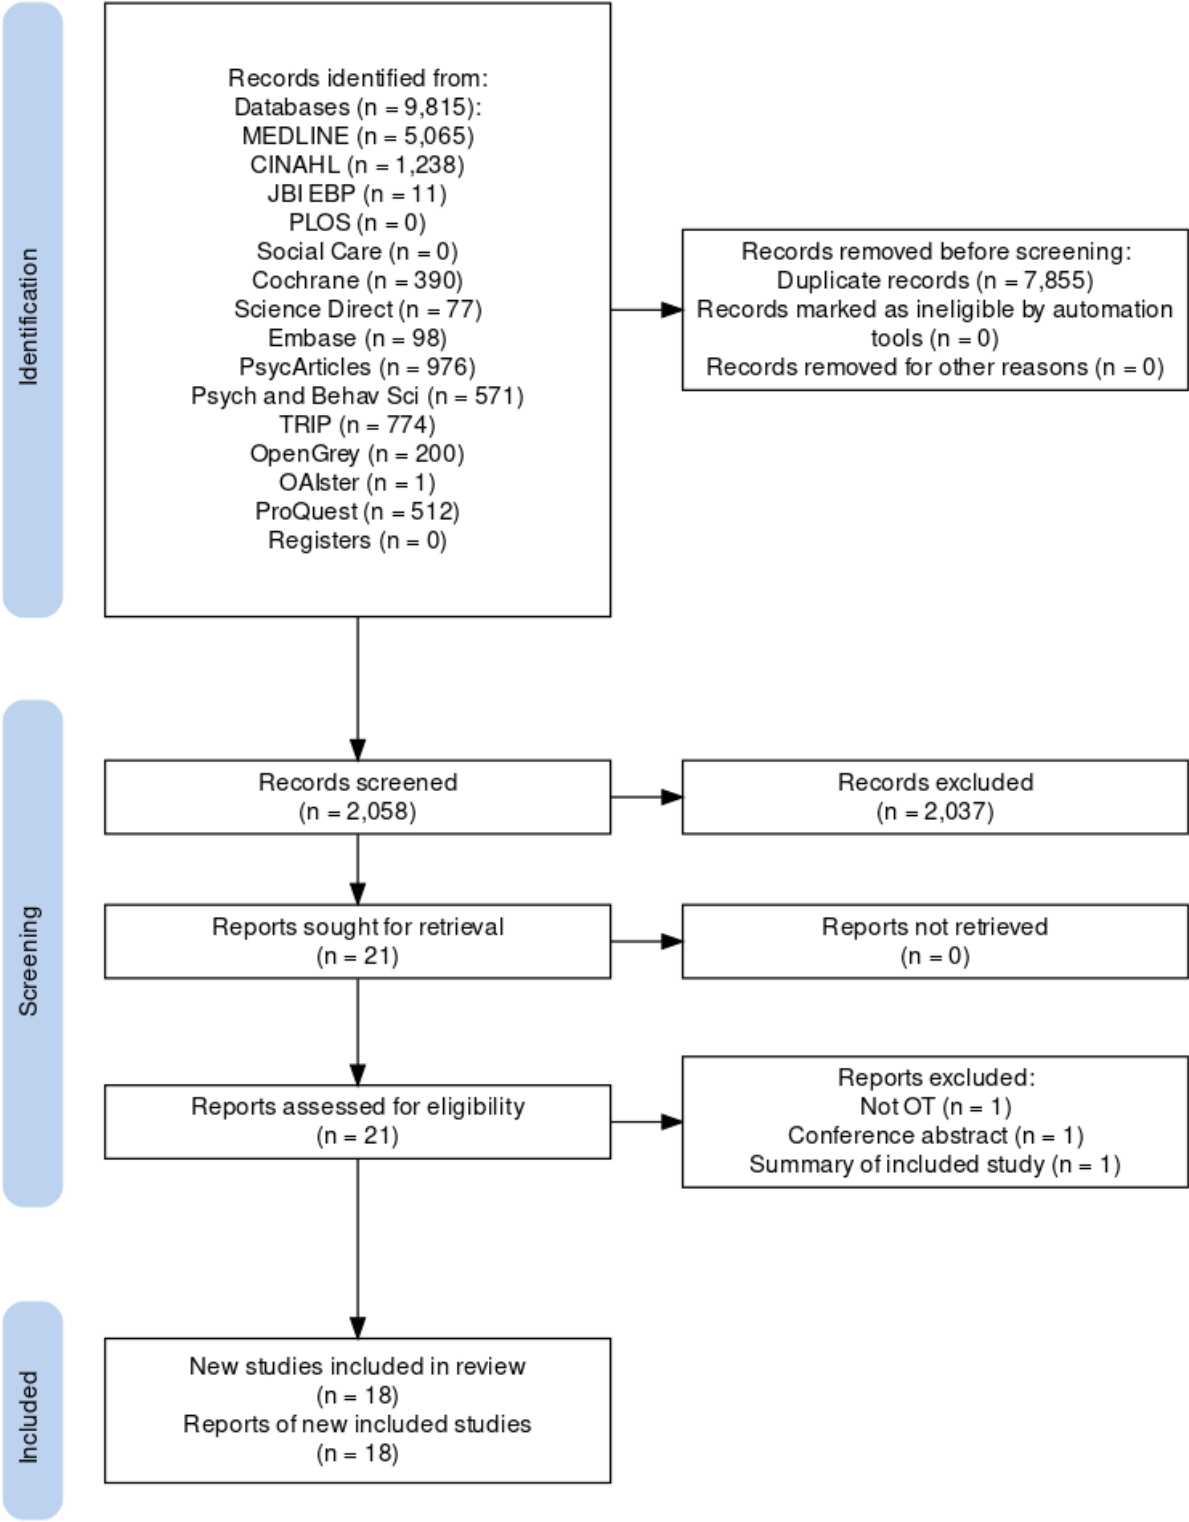 Identification
Records identified from:
Databases (n = 9,815):
MEDLINE (n = 5,065)
CINAHL (n = 1,238)
JBI EBP (n = 11)
PLOS (n = 0)
Social Care (n = 0)
Cochrane (n = 390)
Science Direct (n = 77)
Embase (n = 98)
PsycArticles (n = 976)
Psych and Behav Sci (n = 571)
TRIP (n = 774)
OpenGrey (n = 200)
OAIster (n = 1)
ProQuest (n = 512)
Registers (n = 0)
Records removed before screening:
Duplicate records (n = 7,855)
Records marked as ineligible by automation
tools (n = 0)
Records removed for other reasons (n = 0)
Screening
Records screened
(n = 2,058)
Records excluded
(n = 2,037)
Reports sought for retrieval
(n = 21)
Reports not retrieved
(n = 0)
Reports assessed for eligibility
(n = 21)
Reports excluded:
Not OT (n = 1)
Conference abstract (n = 1)
Summary of included study (n = 1)
Included
New studies included in review
(n = 18)
Reports of new included studies
(n = 18)